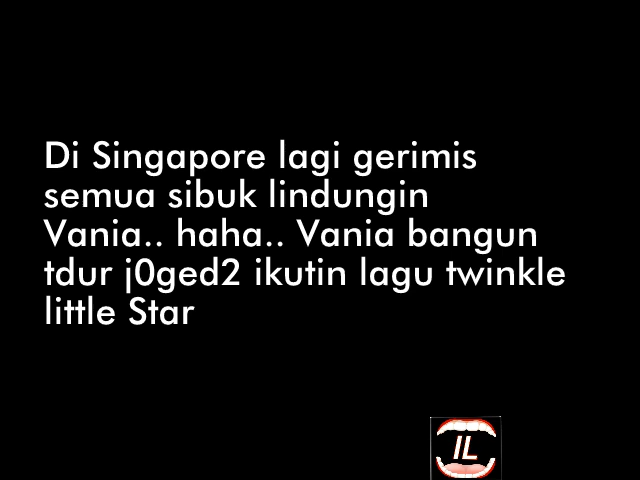 Di Singapore lagi gerimis
semua sibuk lindungin
Vania.. haha.. Vania bangun
tdur j0ged2 ikutin lagu twinkle
little Star
IL